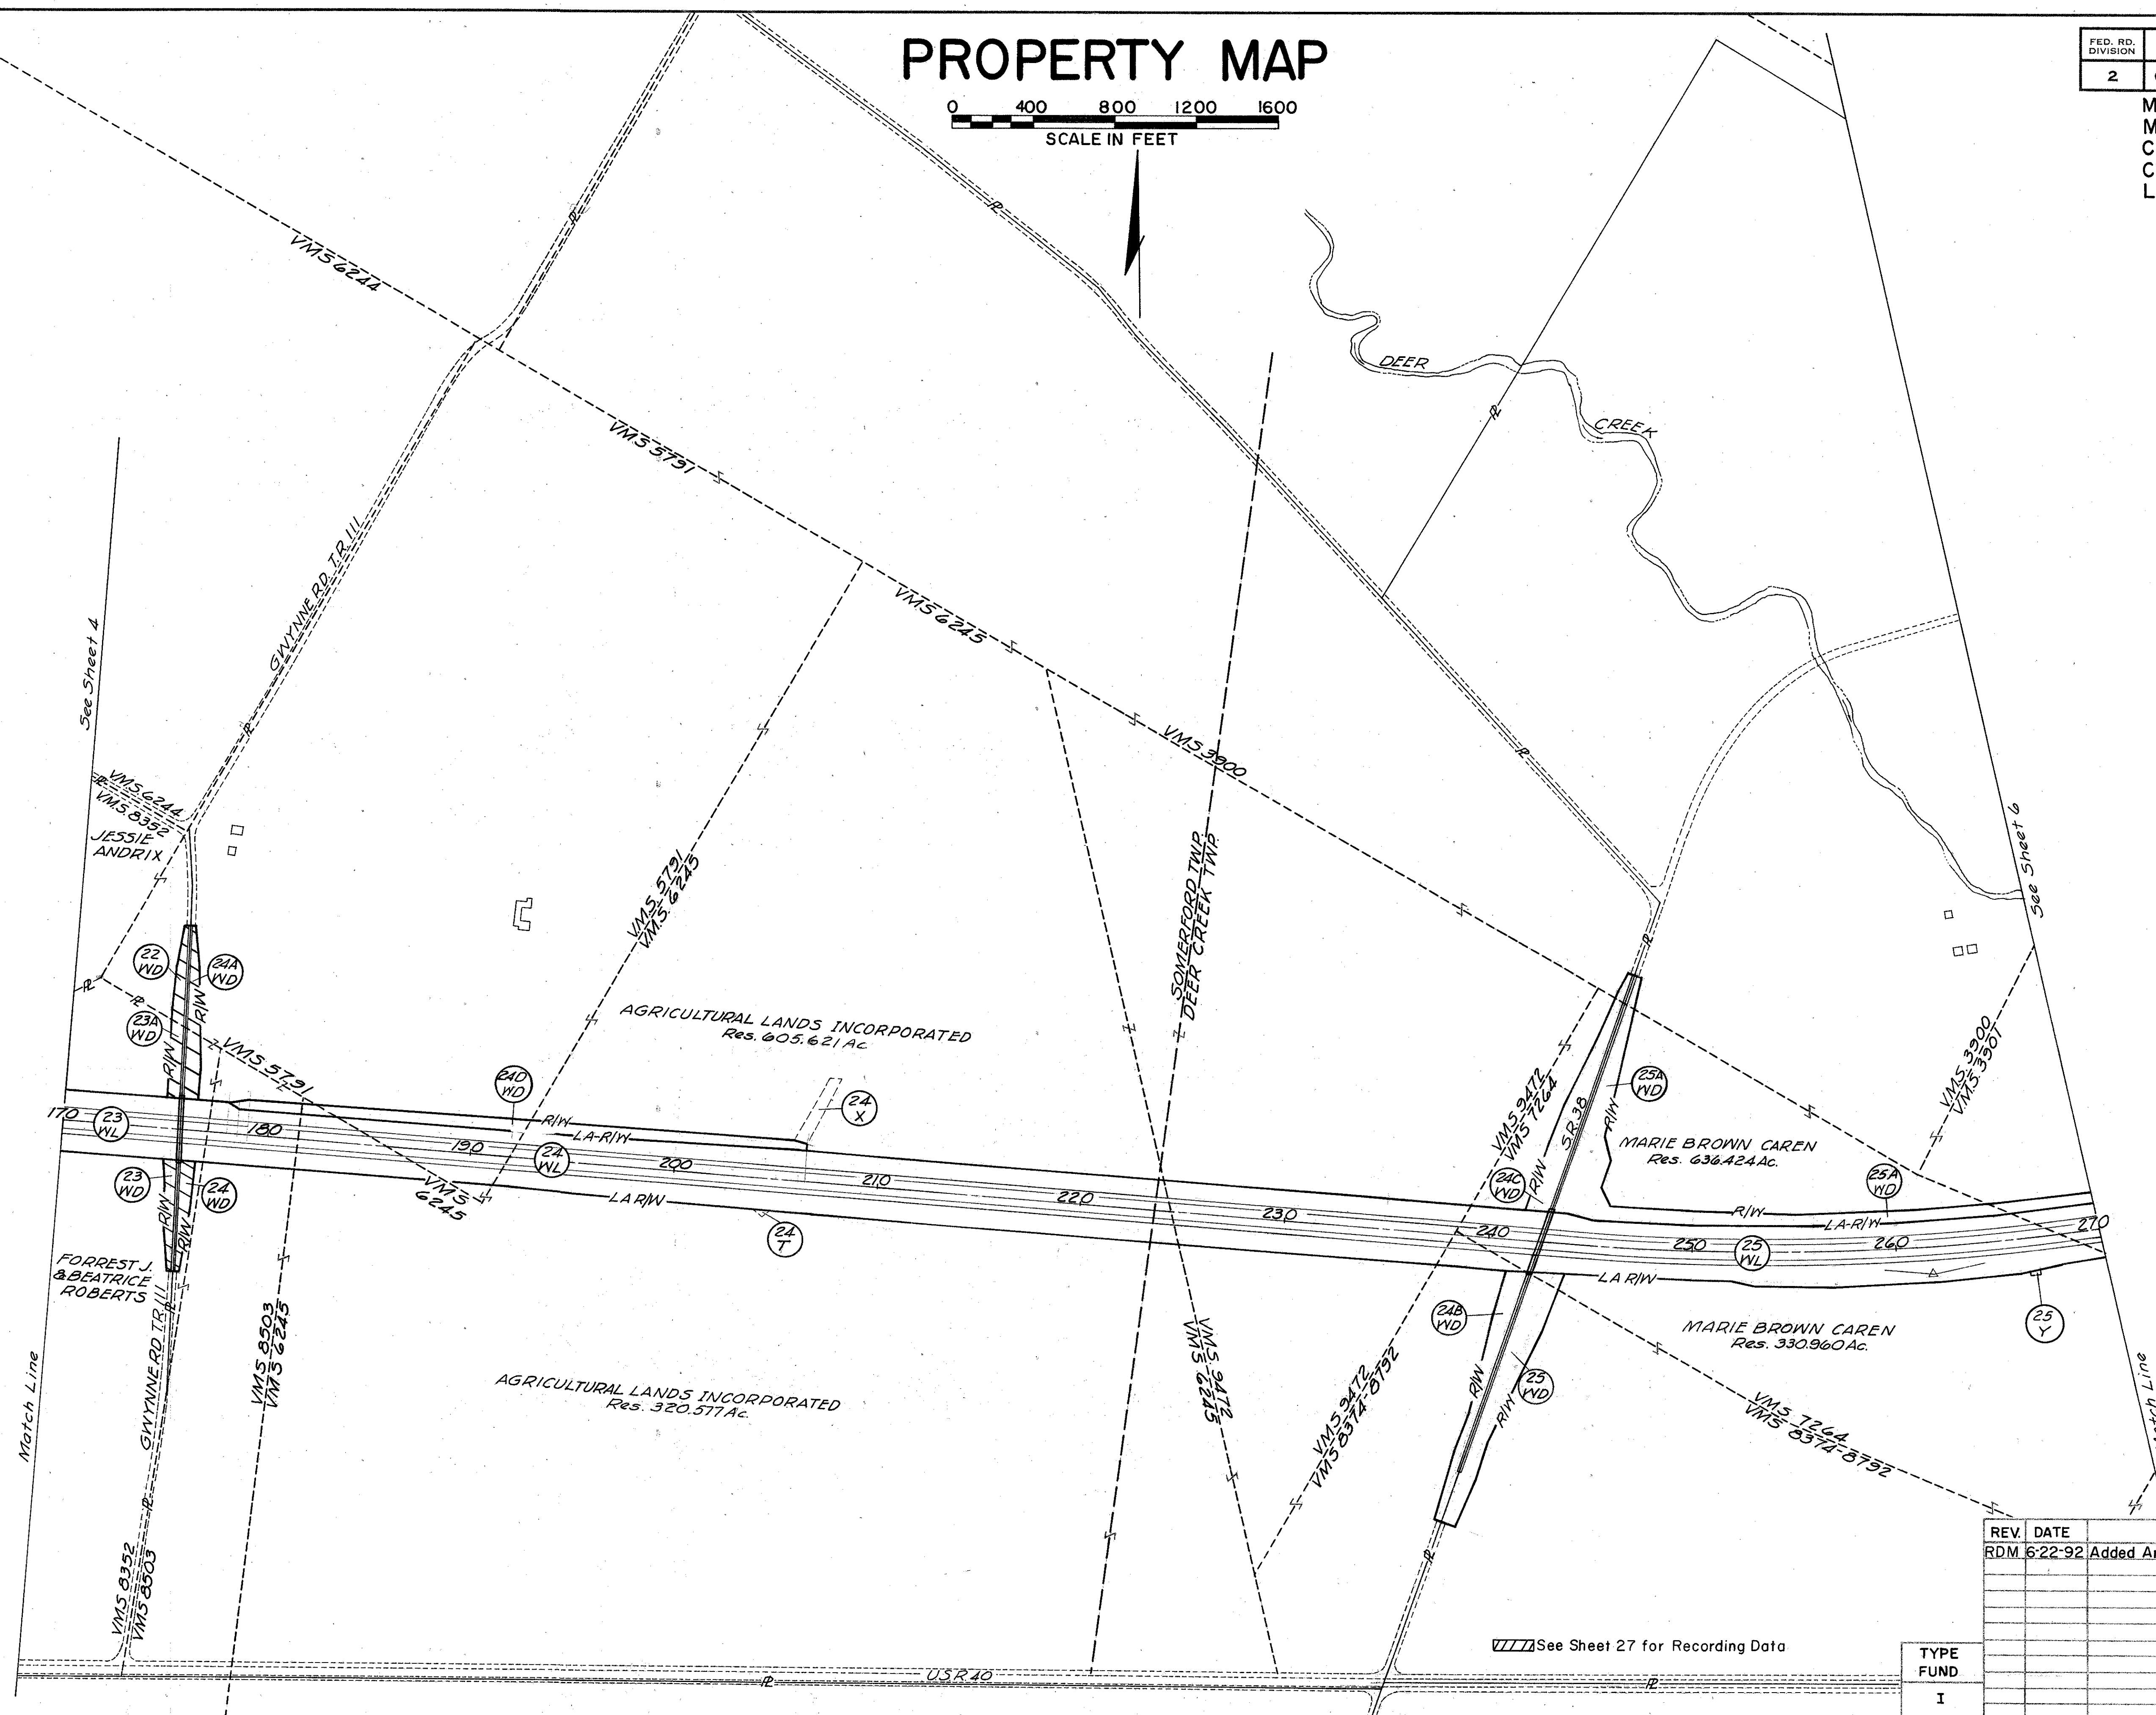 PROPERTY MAP
0 400 800 1200 1600
SCALE IN FEET
FED. RD.
DIVISION
2
M
M
C
C
L
VMS 6244
DEER
CREEK
VMS 5791
GWYNNE RD. T.R. 111
VMS 6245
See Sheet 4
VMS 3900
VMS. 6244
VMS. 8352
JESSIE
ANDRIX
SOMERFORD TWP.
DEER CREEK TWP.
See Sheet 6
VMS. 5791
VMS. 6245
22
WD
24A
WD
R/W
23A
WD
R/W
VMS 5791
AGRICULTURAL LANDS INCORPORATED
Res. 605.621 Ac
24D
WD
24
X
VMS. 9472
VMS 7264
S.R. 38
25A
WD
R/W
VMS. 3900
VMS. 3901
MARIE BROWN CAREN
Res. 636.424 Ac.
170
23
WL
180
190
24
WL
200
210
220
230
240
250
25
WL
260
270
R/W
LA-R/W
24C
WD
R/W
25A
WD
R/W
LA-R/W
23
WD
24
WD
R/W
R/W
VMS
6245
LA R/W
24
T
LA R/W
FORREST J.
& BEATRICE
ROBERTS
GWYNNE RD TR. 111
VMS 8503
VMS 6245
VMS. 9472
VMS 6245
24B
WD
R/W
25
WD
R/W
MARIE BROWN CAREN
Res. 330.960 Ac.
25
Y
AGRICULTURAL LANDS INCORPORATED
Res. 320.577 Ac.
VMS 9472
VMS 8374-8792
VMS 7264
VMS 8374-8792
Match Line
Match Line
VMS 8352
VMS 8503
REV. DATE
RDM 6-22-92 Added A
See Sheet 27 for Recording Data
USR 40
TYPE
FUND
I